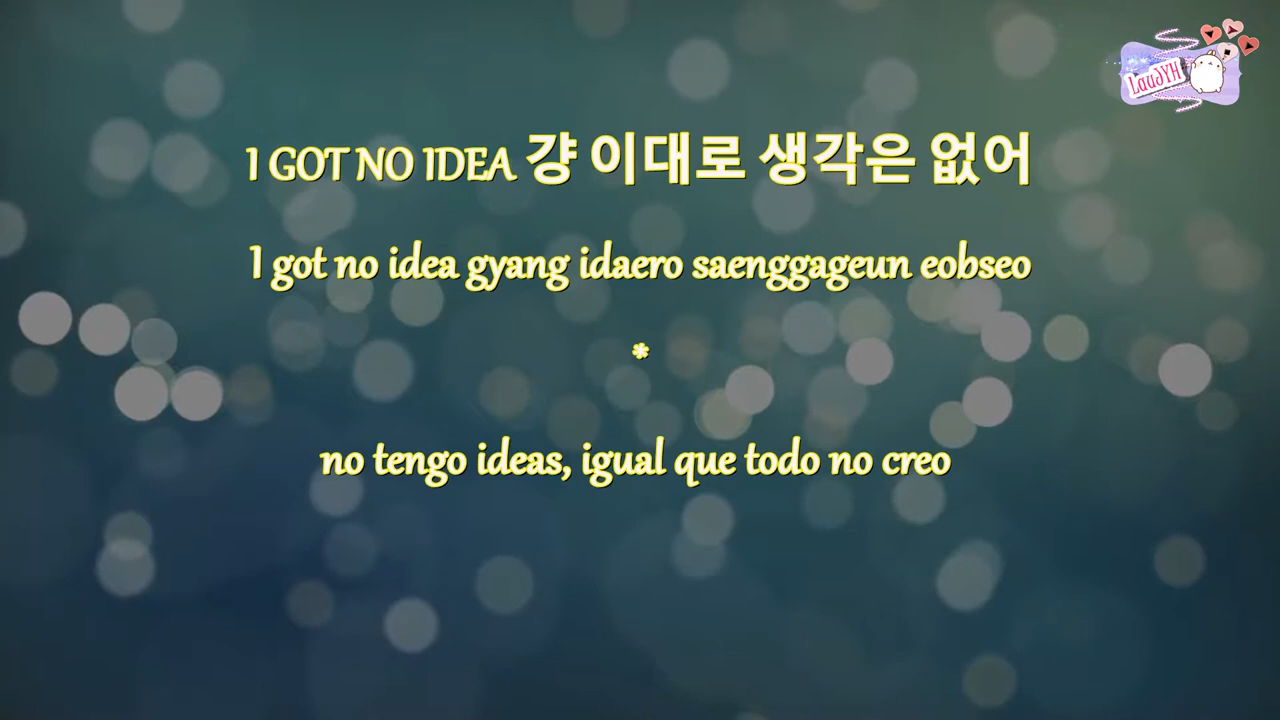 LauJYH
I GOT NO IDEA 걍 이대로 생각은 없어
I got no idea gyang idaero saenggageun eobseo
*
no tengo ideas, igual que todo no creo